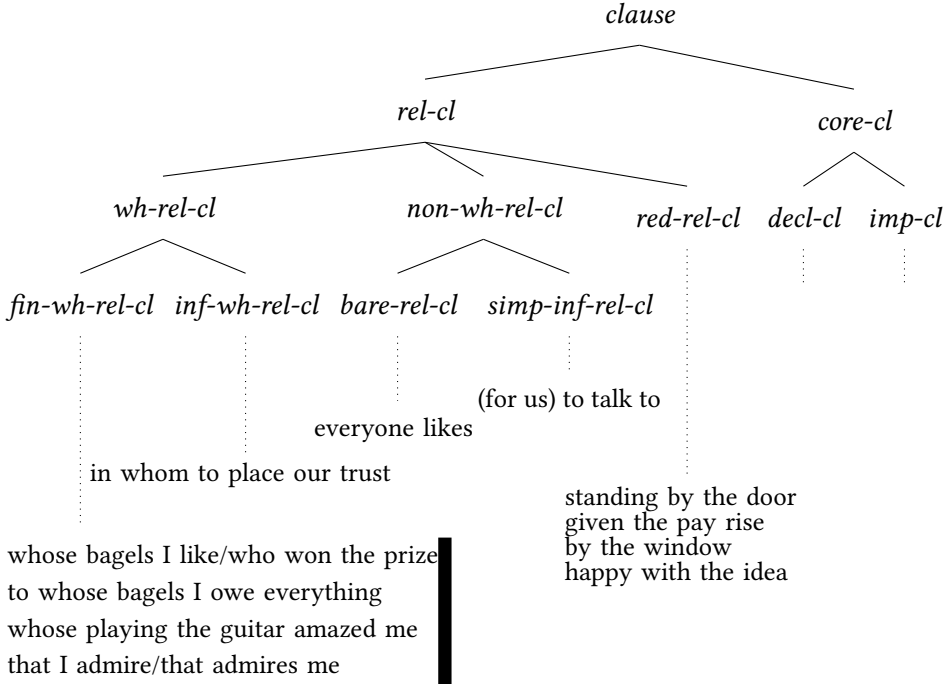 clause
rel-cl
core-cl
wh-rel-cl non-wh-rel-cl red-rel-cl decl-cl imp-cl
fin-wh-rel-cl inf-wh-rel-cl bare-rel-cl simp-inf-rel-cl
(for us) to talk to
everyone likes
in whom to place our trust
standing by the door
given the pay rise
by the window
happy with the idea
whose bagels I like/who won the prize
to whose bagels I owe everything
whose playing the guitar amazed me
that I admire/that admires me